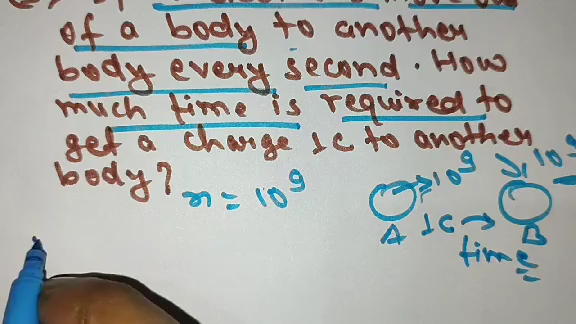 of a body to another
body every second. How
much time is required to
get a charge 1C to another
body?
n = 10⁹
10⁹
10⁹
A 1C → B
time